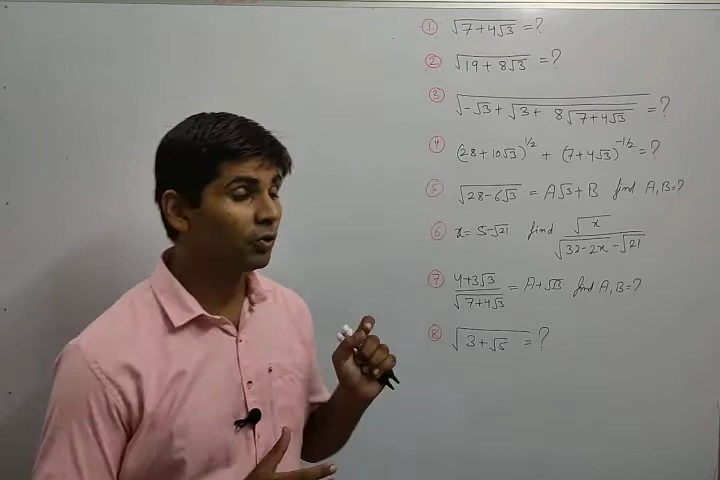 ① √(7+4√3) = ?
② √(19+8√3) = ?
③ √(-√3+√(3+8√(7+4√3))) = ?
④ (28+10√3)^1/2 + (7+4√3)^-1/2 = ?
⑤ √(28-6√3) = A√3+B find A, B=?
⑥ x=5-√21 find √x/(√(32-2x)-√21)
⑦ (4+3√3)/√(7+4√3) = A+√B find A, B=?
⑧ √(3+√5) = ?